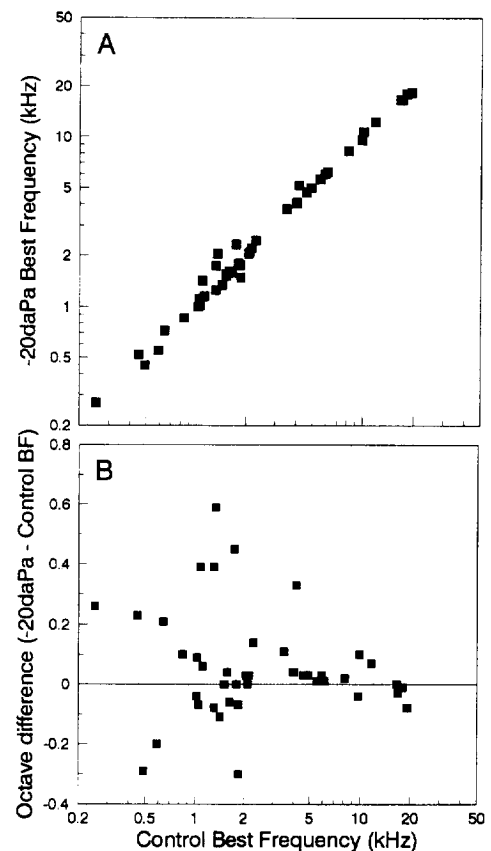 A
-20daPa Best Frequency (kHz)
50
20
10
5
2
1
0.5
0.2
B
Octave difference (-20daPa - Control BF)
0.8
0.6
0.4
0.2
0
-0.2
-0.4
0.2 0.5 1 2 5 10 20 50
Control Best Frequency (kHz)